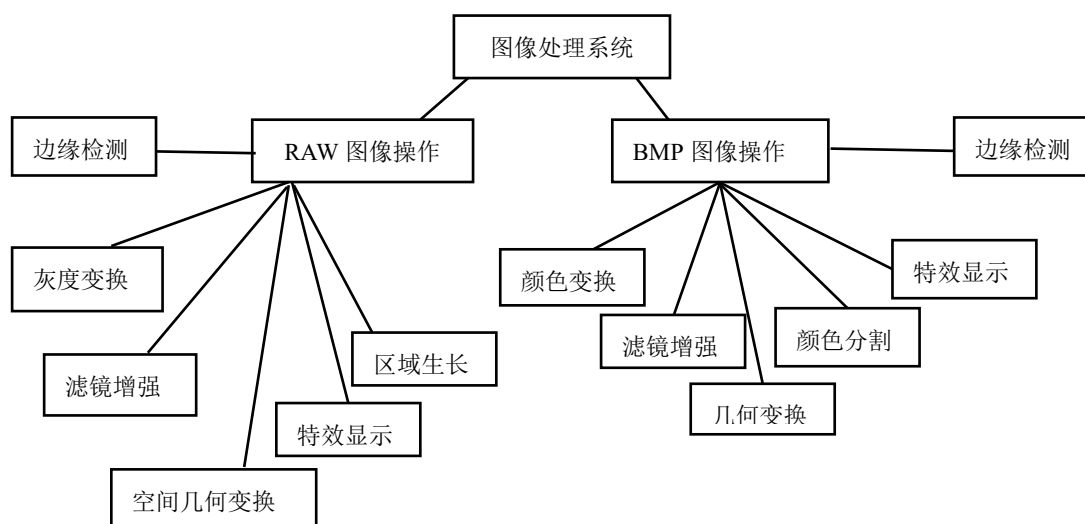 图像处理系统
边缘检测
RAW 图像操作
BMP 图像操作
边缘检测
灰度变换
颜色变换
特效显示
滤镜增强
区域生长
滤镜增强
颜色分割
特效显示
几何变换
空间几何变换